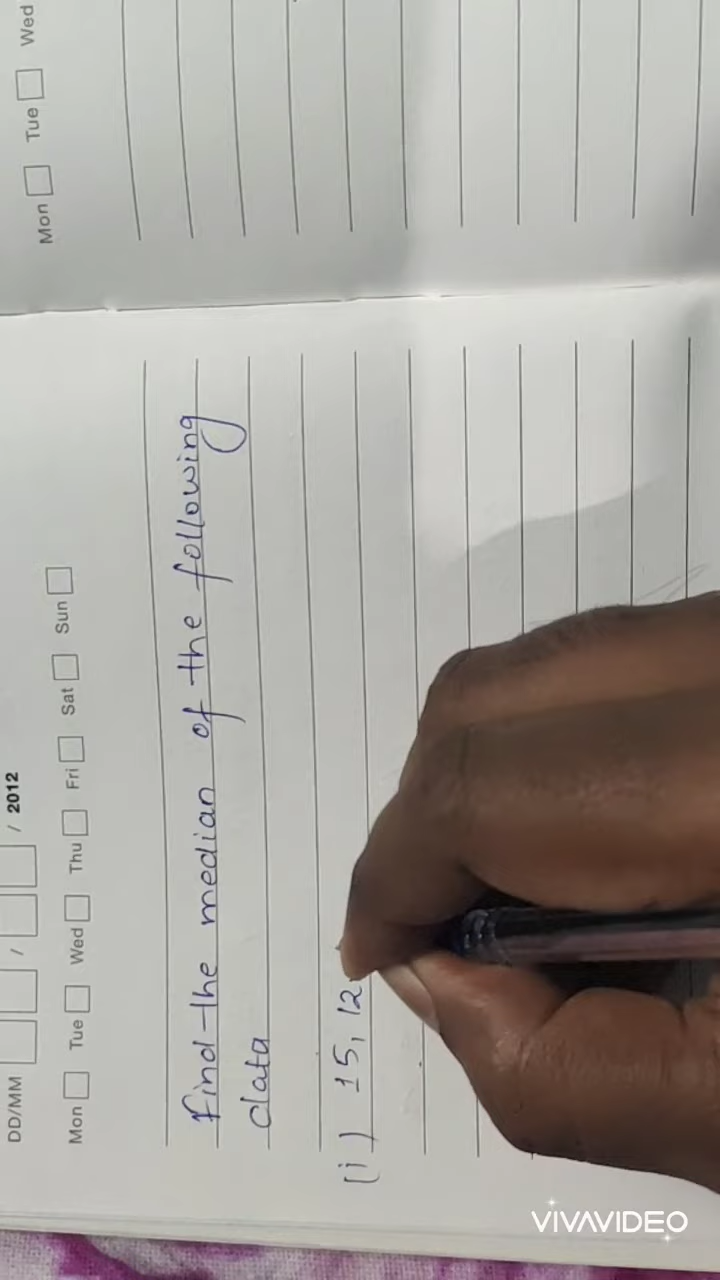 DD/MM / / 2012
Mon Tue Wed Thu Fri Sat Sun
Find the median of the following
data
(i) 15, 12
Mon Tue Wed
VIVAVIDEO